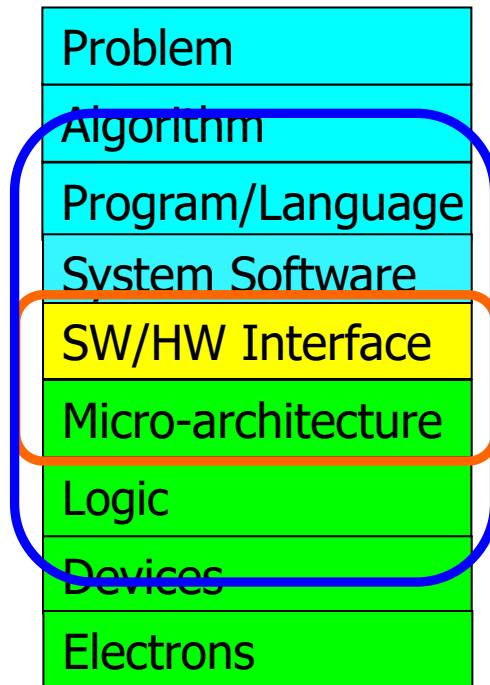 Problem
Algorithm
Program/Language
System Software
SW/HW Interface
Micro-architecture
Logic
Devices
Electrons